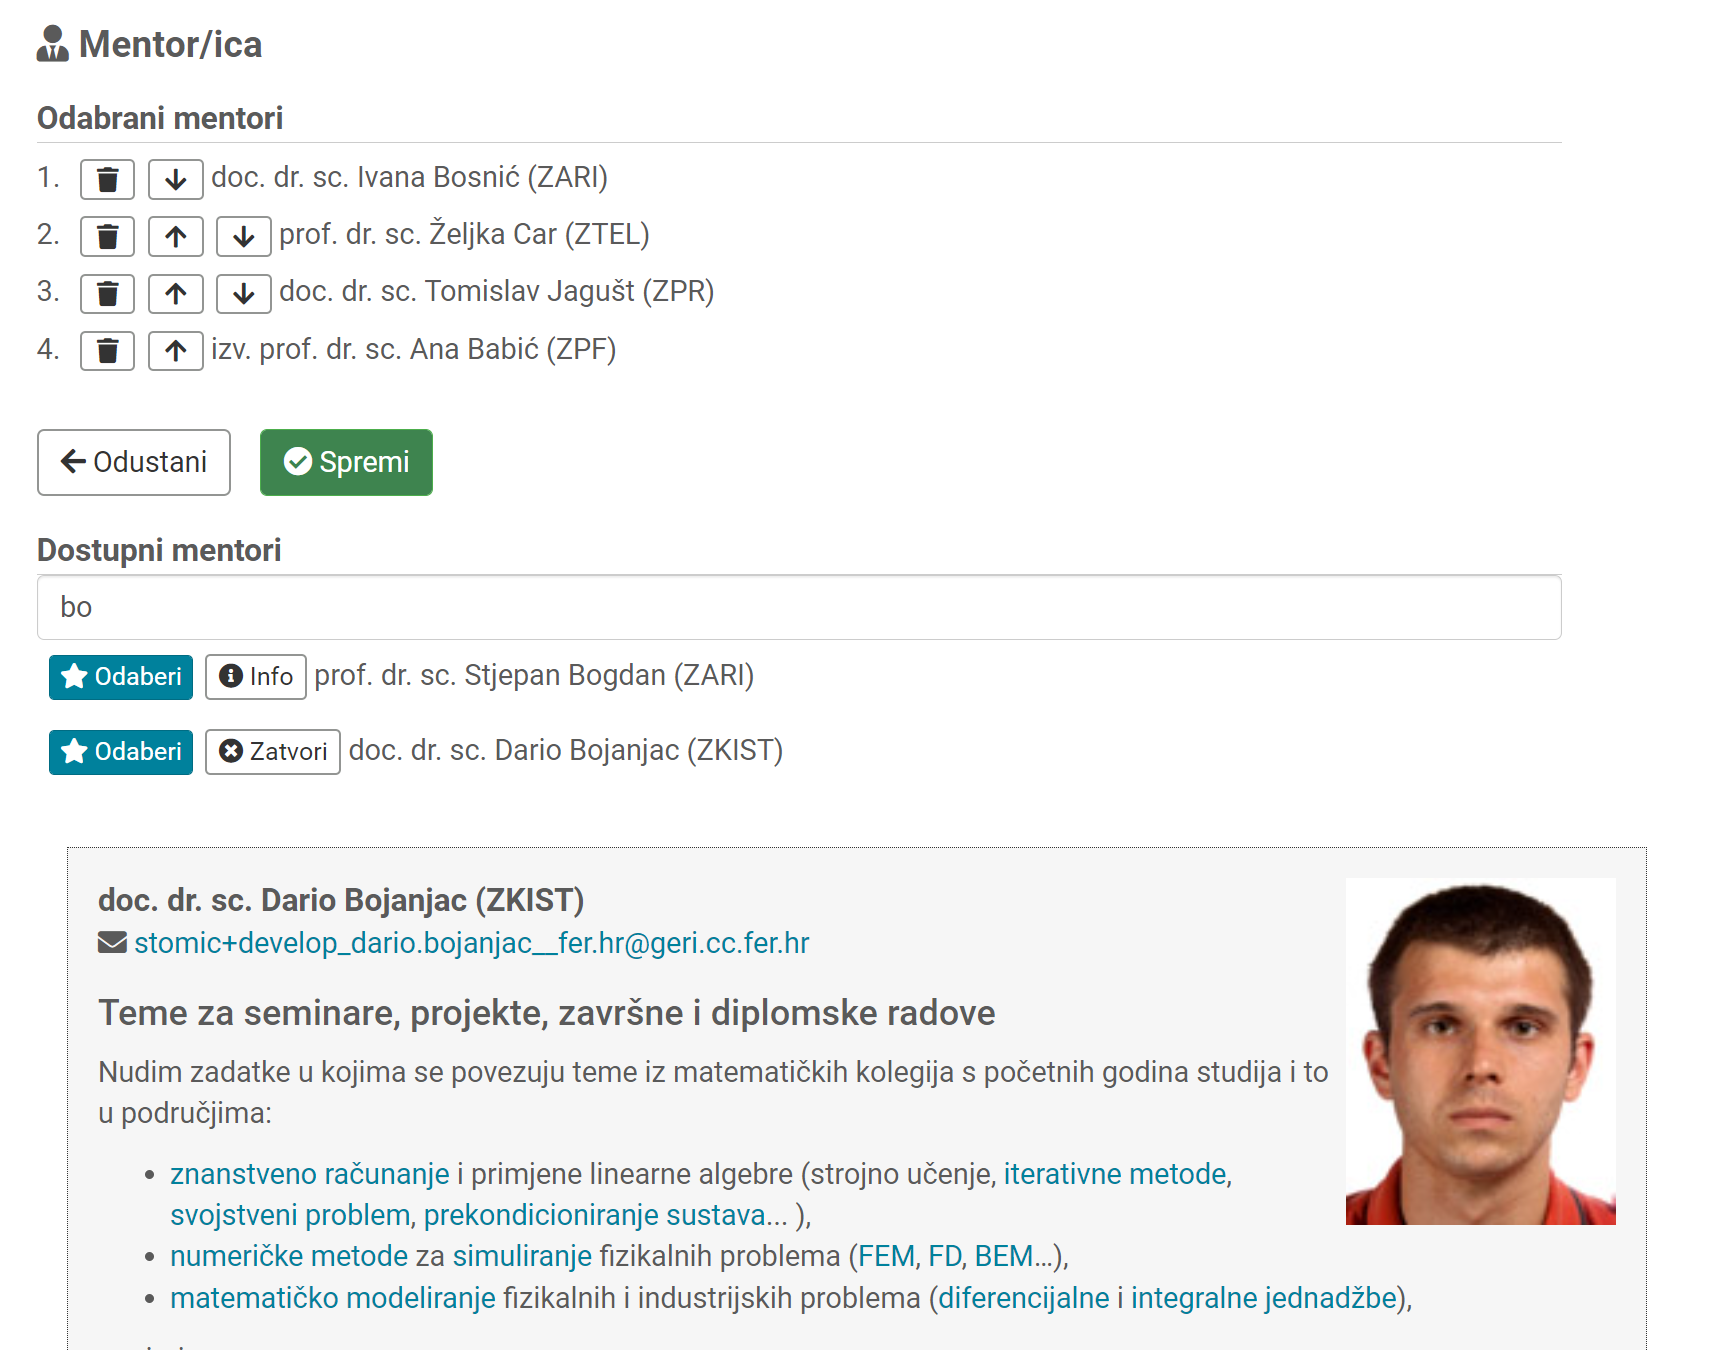 Mentor/ica
Odabrani mentori
1. doc. dr. sc. Ivana Bosnić (ZARI)
2. prof. dr. sc. Željka Car (ZTEL)
3. doc. dr. sc. Tomislav Jagušt (ZPR)
4. izv. prof. dr. sc. Ana Babić (ZPF)
Odustani Spremi
Dostupni mentori
bo
Odaberi Info prof. dr. sc. Stjepan Bogdan (ZARI)
Odaberi Zatvori doc. dr. sc. Dario Bojanjac (ZKIST)
doc. dr. sc. Dario Bojanjac (ZKIST)
stomic+develop_dario.bojanjac__fer.hr@geri.cc.fer.hr
Teme za seminare, projekte, završne i diplomske radove
Nudim zadatke u kojima se povezuju teme iz matematičkih kolegija s početnih godina studija i to
u područjima:
• znanstveno računanje i primjene linearne algebre (strojno učenje, iterativne metode,
svojstveni problem, prekondicioniranje sustava... ),
• numeričke metode za simuliranje fizikalnih problema (FEM, FD, BEM…),
• matematičko modeliranje fizikalnih i industrijskih problema (diferencijalne i integralne jednadžbe),